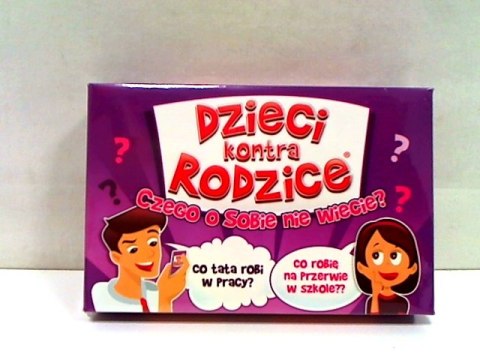 Dzieci
kontra
Rodzice®
Czego o sobie nie wiecie?
?
?
?
?
co tata robi
w pracy?
co robię
na przerwie
w szkole??